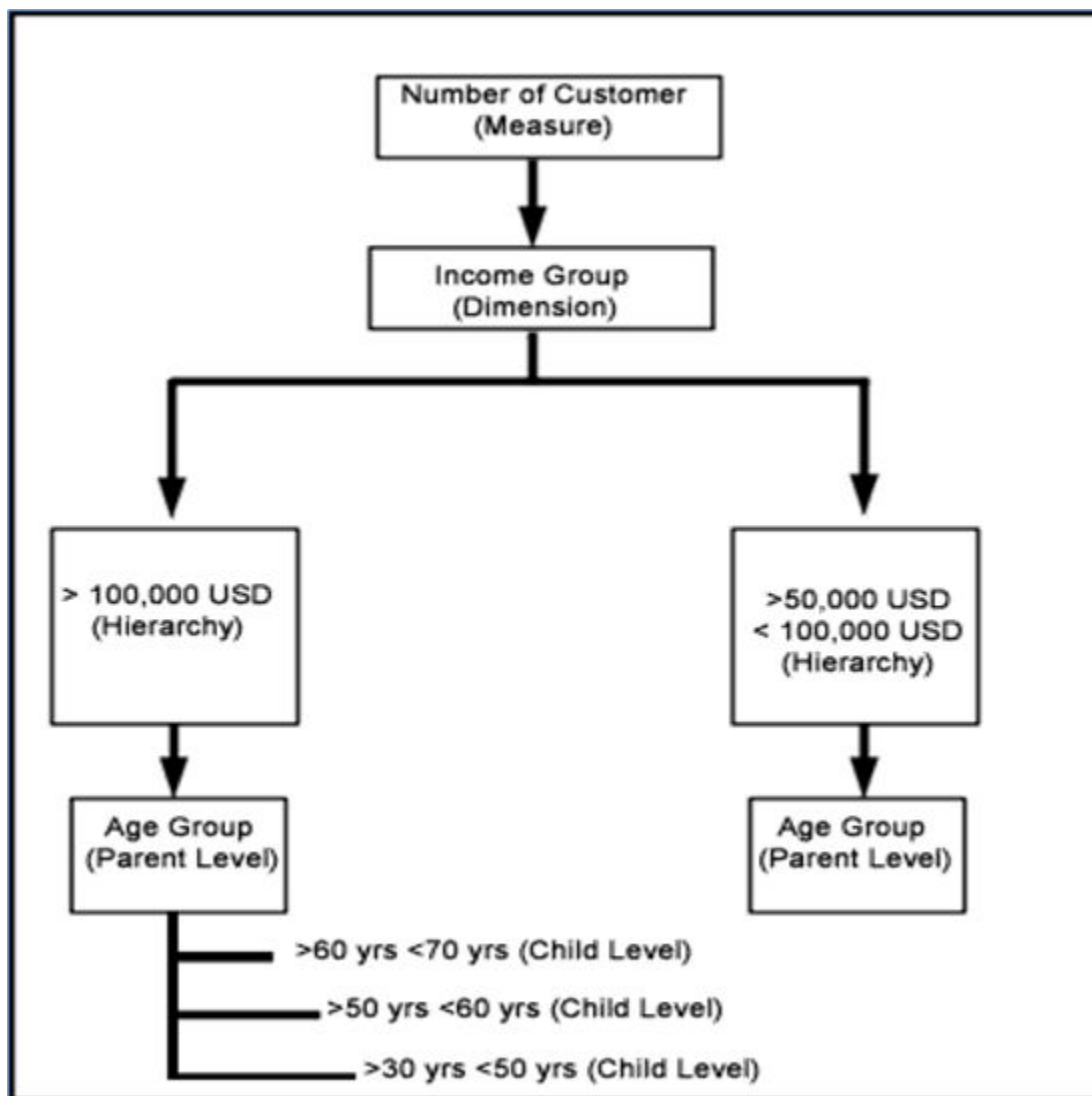 Number of Customer
(Measure)
Income Group
(Dimension)
> 100,000 USD
(Hierarchy)
>50,000 USD
< 100,000 USD
(Hierarchy)
Age Group
(Parent Level)
Age Group
(Parent Level)
>60 yrs <70 yrs (Child Level)
>50 yrs <60 yrs (Child Level)
>30 yrs <50 yrs (Child Level)